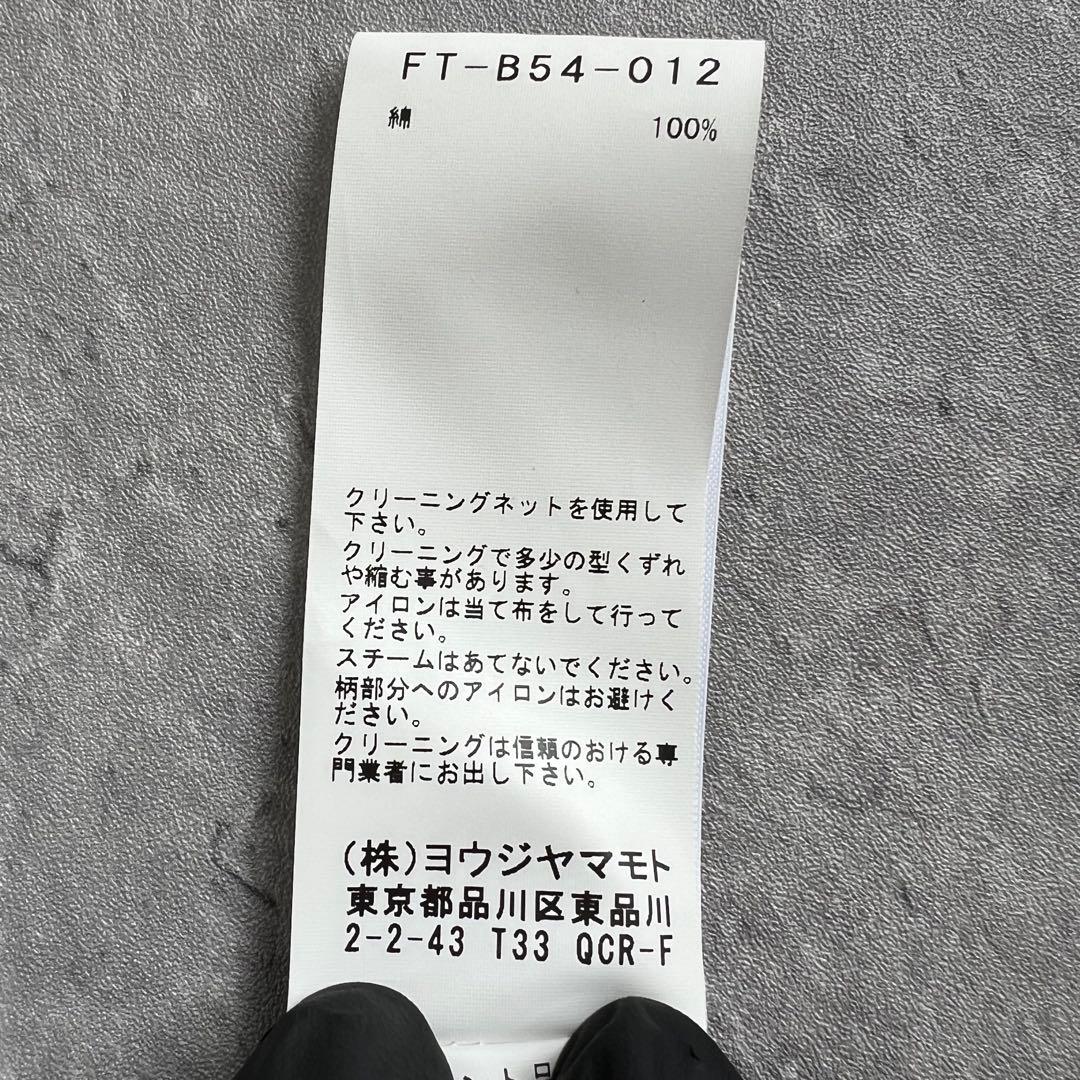 FT-B54-012
綿 100%
クリーニングネットを使用して
下さい。
クリーニングで多少の型くずれ
や縮む事があります。
アイロンは当て布をして行って
ください。
スチームはあてないでください。
柄部分へのアイロンはお避けく
ださい。
クリーニングは信頼のおける専
門業者にお出し下さい。
(株)ヨウジヤマモト
東京都品川区東品川
2-2-43 T33 QCR-F